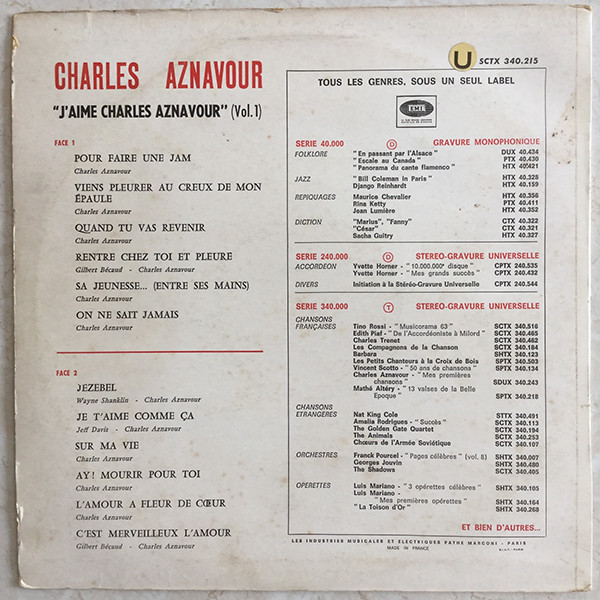 U
SCTX 340.215
CHARLES AZNAVOUR
"J'AIME CHARLES AZNAVOUR" (Vol.1)
FACE 1
POUR FAIRE UNE JAM
Charles Aznavour
VIENS PLEURER AU CREUX DE MON
ÉPAULE
Charles Aznavour
QUAND TU VAS REVENIR
Charles Aznavour
RENTRE CHEZ TOI ET PLEURE
Gilbert Bécaud - Charles Aznavour
SA JEUNESSE... (ENTRE SES MAINS)
Charles Aznavour
ON NE SAIT JAMAIS
Charles Aznavour
FACE 2
JEZEBEL
Wayne Shanklin - Charles Aznavour
JE T'AIME COMME ÇA
Jeff Davis - Charles Aznavour
SUR MA VIE
Charles Aznavour
AY! MOURIR POUR TOI
Charles Aznavour
L'AMOUR A FLEUR DE CŒUR
Charles Aznavour
C'EST MERVEILLEUX L'AMOUR
Gilbert Bécaud - Charles Aznavour
TOUS LES GENRES, SOUS UN SEUL LABEL
EMI
SERIE 40.000 D GRAVURE MONOPHONIQUE
FOLKLORE "En passant par l'Alsace" DUX 40.434
"Escale au Canada" PTX 40.430
"Panorama du cante flamenco" HTX 40.421
JAZZ "Bill Coleman in Paris" HTX 40.328
Django Reinhardt HTX 40.159
REPIQUAGES Maurice Chevalier HTX 40.356
Rina Ketty PTX 40.411
Jean Lumière HTX 40.352
DICTION "Marius", "Fanny" CTX 40.322
"César" CTX 40.321
Sacha Guitry HTX 40.327
SERIE 240.000 D STEREO-GRAVURE UNIVERSELLE
ACCORDEON Yvette Horner - "10.000.000e disque" CPTX 240.535
Yvette Horner - "Mes grands succès" CPTX 240.432
DIVERS Initiation à la Stéréo-Gravure Universelle CPTX 240.544
SERIE 340.000 T STEREO-GRAVURE UNIVERSELLE
CHANSONS
FRANÇAISES
Tino Rossi - "Musicorama 63" SCTX 340.516
Edith Piaf - "De l'Accordéoniste à Milord" SCTX 340.465
Charles Trenet SCTX 340.462
Les Compagnons de la Chanson SCTX 340.184
Barbara SHTX 340.123
Les Petits Chanteurs à la Croix de Bois SPTX 340.503
Vincent Scotto - "50 ans de chansons" SPTX 340.134
Charles Aznavour - "Mes premières
chansons" SDUX 340.243
Mathé Altéry - "13 valses de la Belle
Epoque" SPTX 340.218
CHANSONS
ETRANGERES
Nat King Cole STTX 340.491
Amalia Rodrigues - "Succès" SCTX 340.113
The Golden Gate Quartet SCTX 340.194
The Animals SCTX 340.253
Chœurs de l'Armée Soviétique SCTX 340.107
ORCHESTRES Franck Pourcel - "Pages célèbres" (vol. 8) SHTX 340.007
Georges Jouvin SHTX 340.480
The Shadows SCTX 340.405
OPERETTES Luis Mariano - "3 opérettes célèbres" SHTX 340.105
Luis Mariano -
"Mes premières opérettes" SHTX 340.164
"La Toison d'Or" SHTX 340.268
ET BIEN D'AUTRES...
LES INDUSTRIES MUSICALES ET ELECTRIQUES PATHE MARCONI - PARIS
MADE IN FRANCE